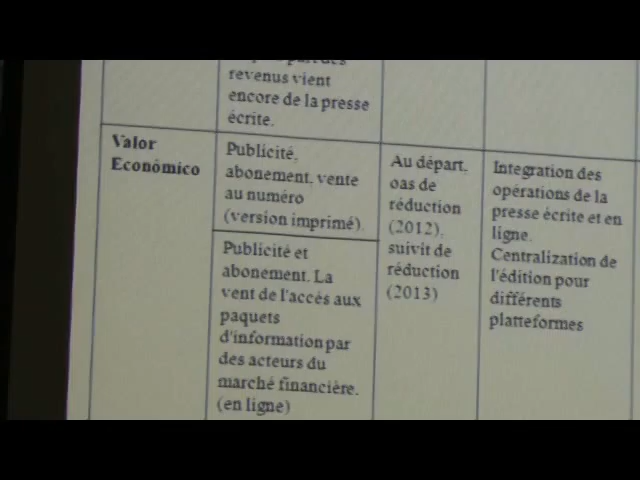 revenus vient
encore de la presse
écrite.
Valor
Económico
Publicité,
abonement, vente
au numéro
(version imprimé).
Publicité et
abonement. La
vent de l'accés aux
paquets
d'information par
des acteurs du
marché financière.
(en ligne)
Au départ,
oas de
réduction
(2012),
suivit de
réduction
(2013)
Integration des
opérations de la
presse écrite et en
ligne.
Centralization de
l'édition pour
différents
platteformes